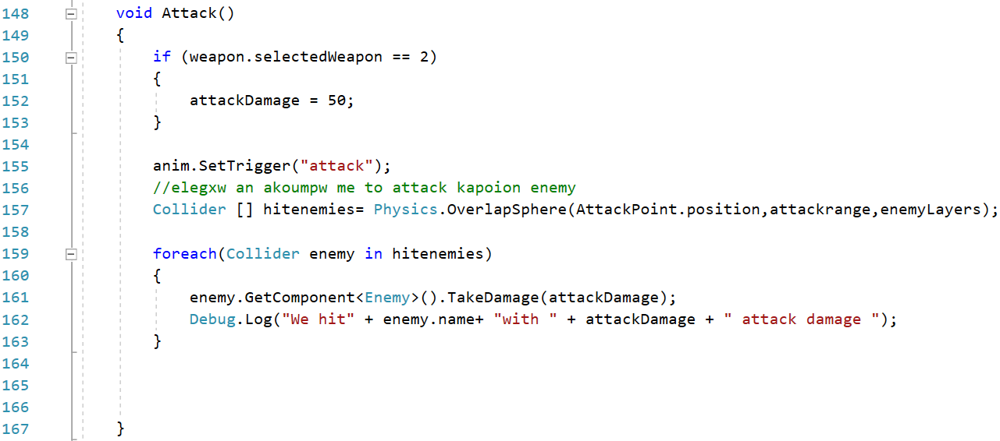 148 void Attack()
149 {
150 if (weapon.selectedWeapon == 2)
151 {
152 attackDamage = 50;
153 }
154
155 anim.SetTrigger("attack");
156 //elegxw an akoumpw me to attack kapoion enemy
157 Collider [] hitenemies= Physics.OverlapSphere(AttackPoint.position,attackrange,enemyLayers);
158
159 foreach(Collider enemy in hitenemies)
160 {
161 enemy.GetComponent<Enemy>().TakeDamage(attackDamage);
162 Debug.Log("We hit" + enemy.name+ "with " + attackDamage + " attack damage ");
163 }
164
165
166
167 }